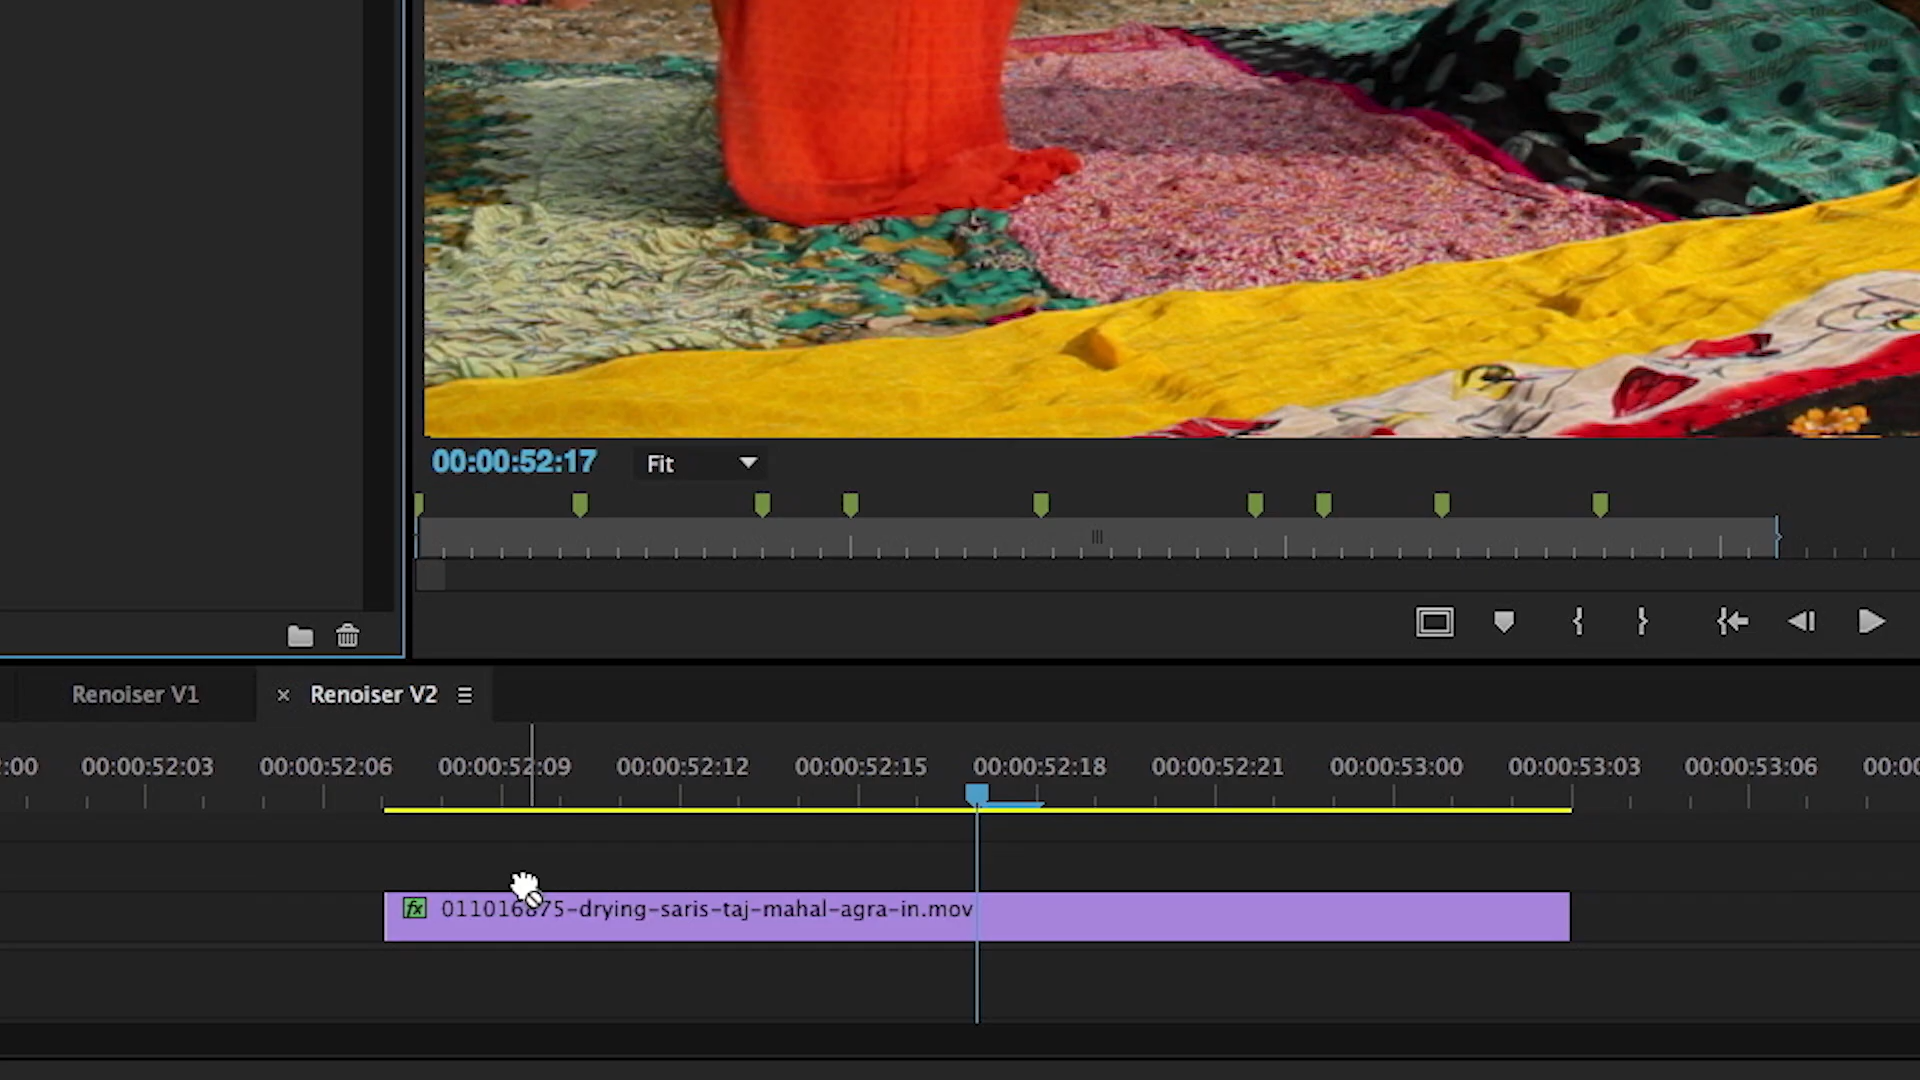 00:00:52:17 Fit
Renoiser V1 × Renoiser V2
:00 00:00:52:03 00:00:52:06 00:00:52:09 00:00:52:12 00:00:52:15 00:00:52:18 00:00:52:21 00:00:53:00 00:00:53:03 00:00:53:06 00:00
fx 011016875-drying-saris-taj-mahal-agra-in.mov